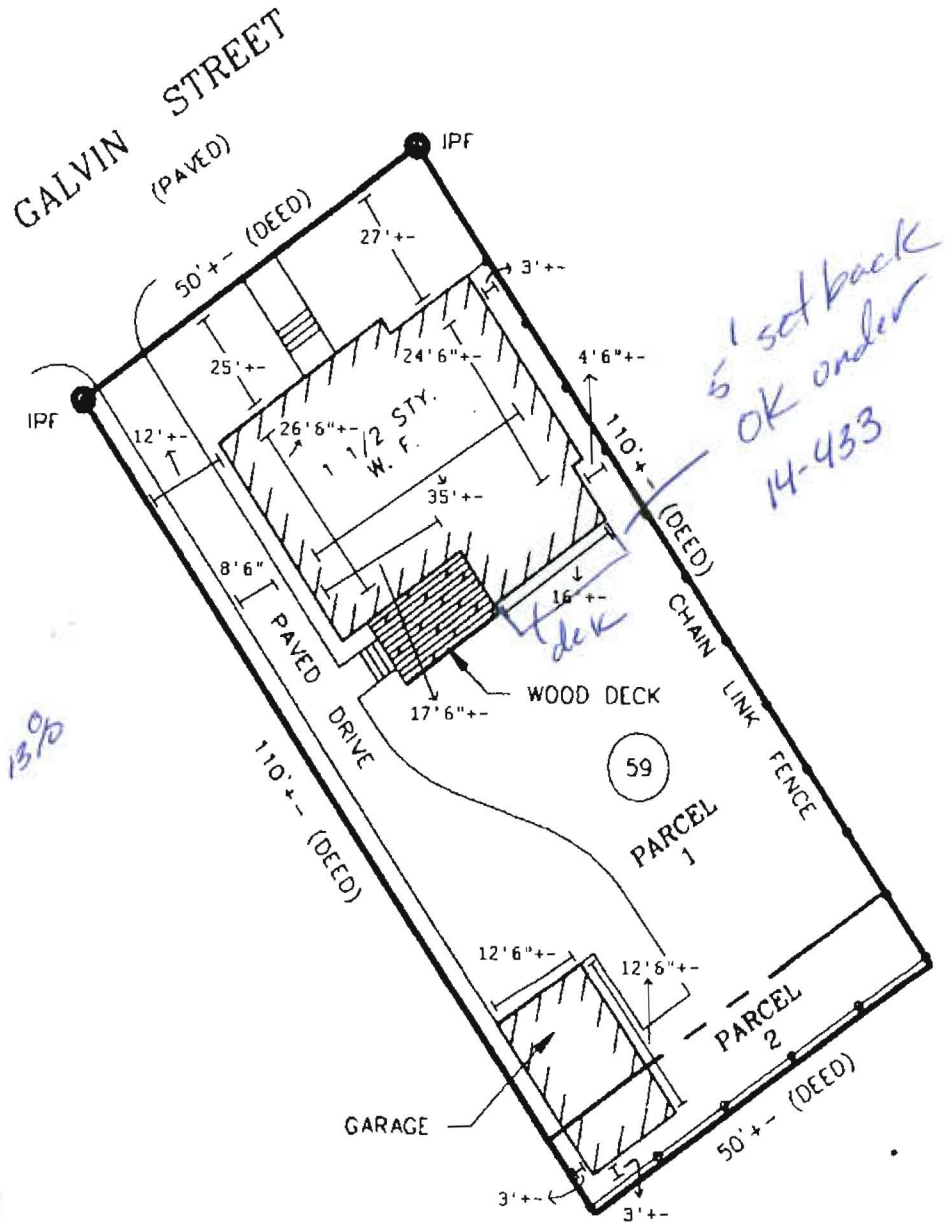 GALVIN STREET
(PAVED)
IPF
50'+- (DEED)
27'+-
3'+-
25'+-
24'6"+-
4'6"+-
5' setback
OK under
14-433
IPF
12'+-
26'6"+-
1 1/2 STY.
W. F.
35'+-
110'+- (DEED)
8'6"
16'+-
dek
PAVED DRIVE
CHAIN LINK FENCE
WOOD DECK
17'6"+-
13%
59
110'+- (DEED)
PARCEL
1
12'6"+-
12'6"+-
PARCEL
2
GARAGE
50'+- (DEED)
3'+-
3'+-